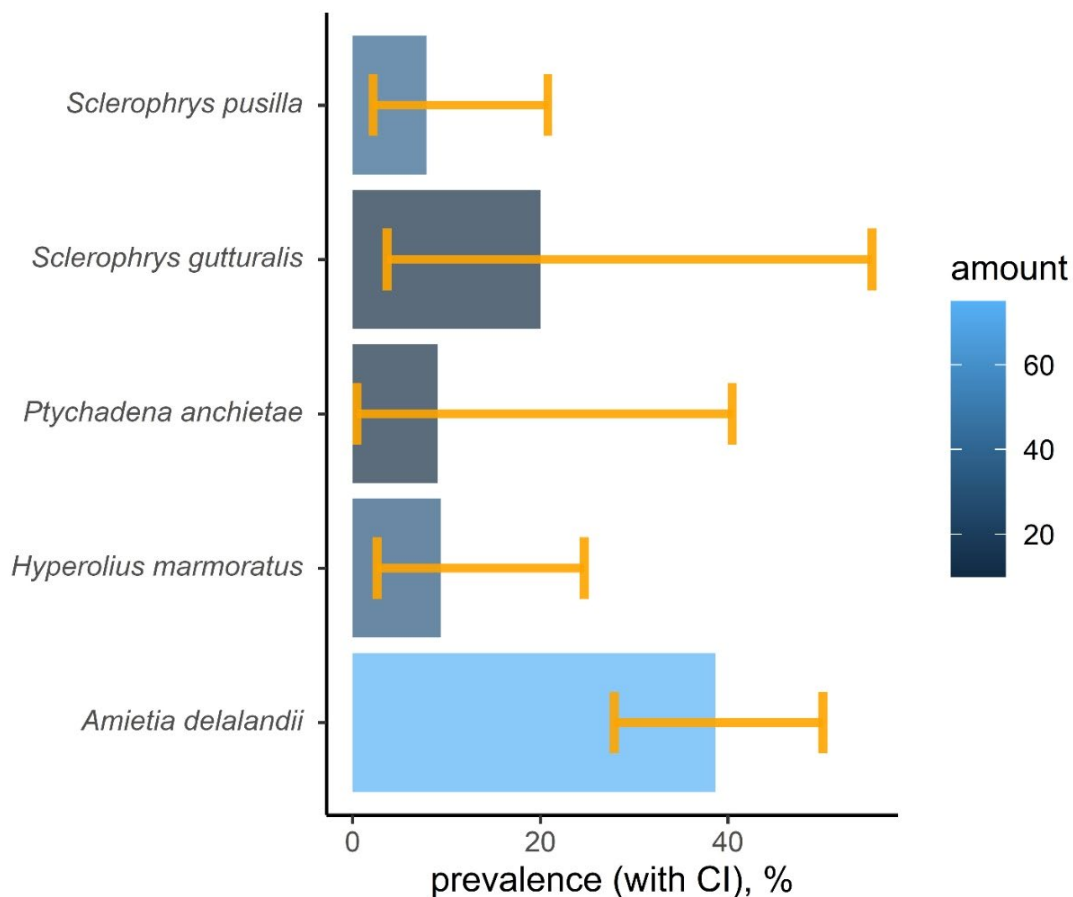 Sclerophrys pusilla
Sclerophrys gutturalis
Ptychadena anchietae
Hyperolius marmoratus
Amietia delalandii
0 20 40
prevalence (with CI), %
amount
60
40
20